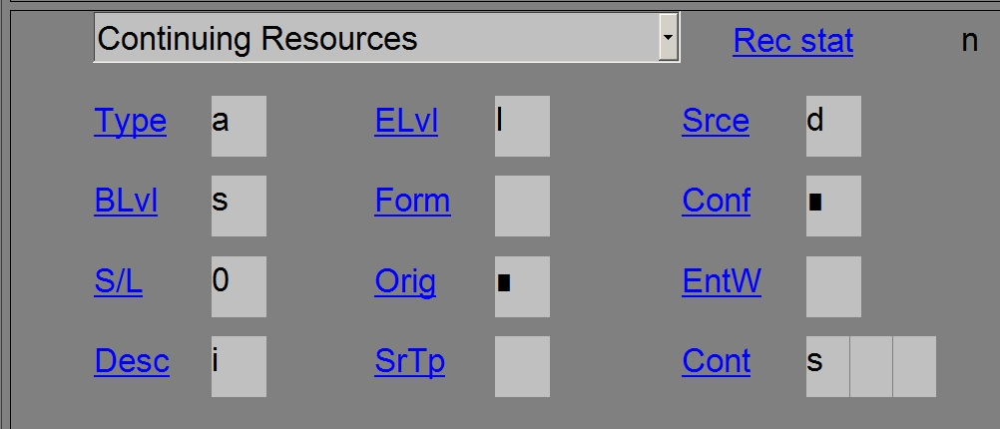 Continuing Resources Rec stat n
Type a ELvl I Srce d
BLvl s Form Conf ■
S/L 0 Orig ■ EntW
Desc i SrTp Cont s